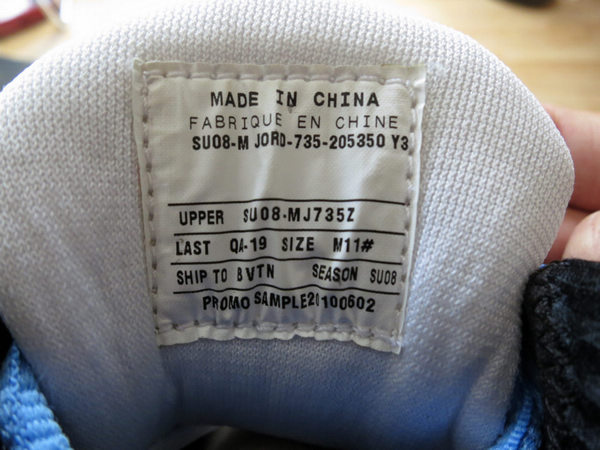 MADE IN CHINA
FABRIQUE EN CHINE
SU08-M JORD-735-205350 Y3
UPPER SU08-MJ735Z
LAST QA-19 SIZE M11#
SHIP TO BVTN SEASON SU08
PROMO SAMPLE20100602